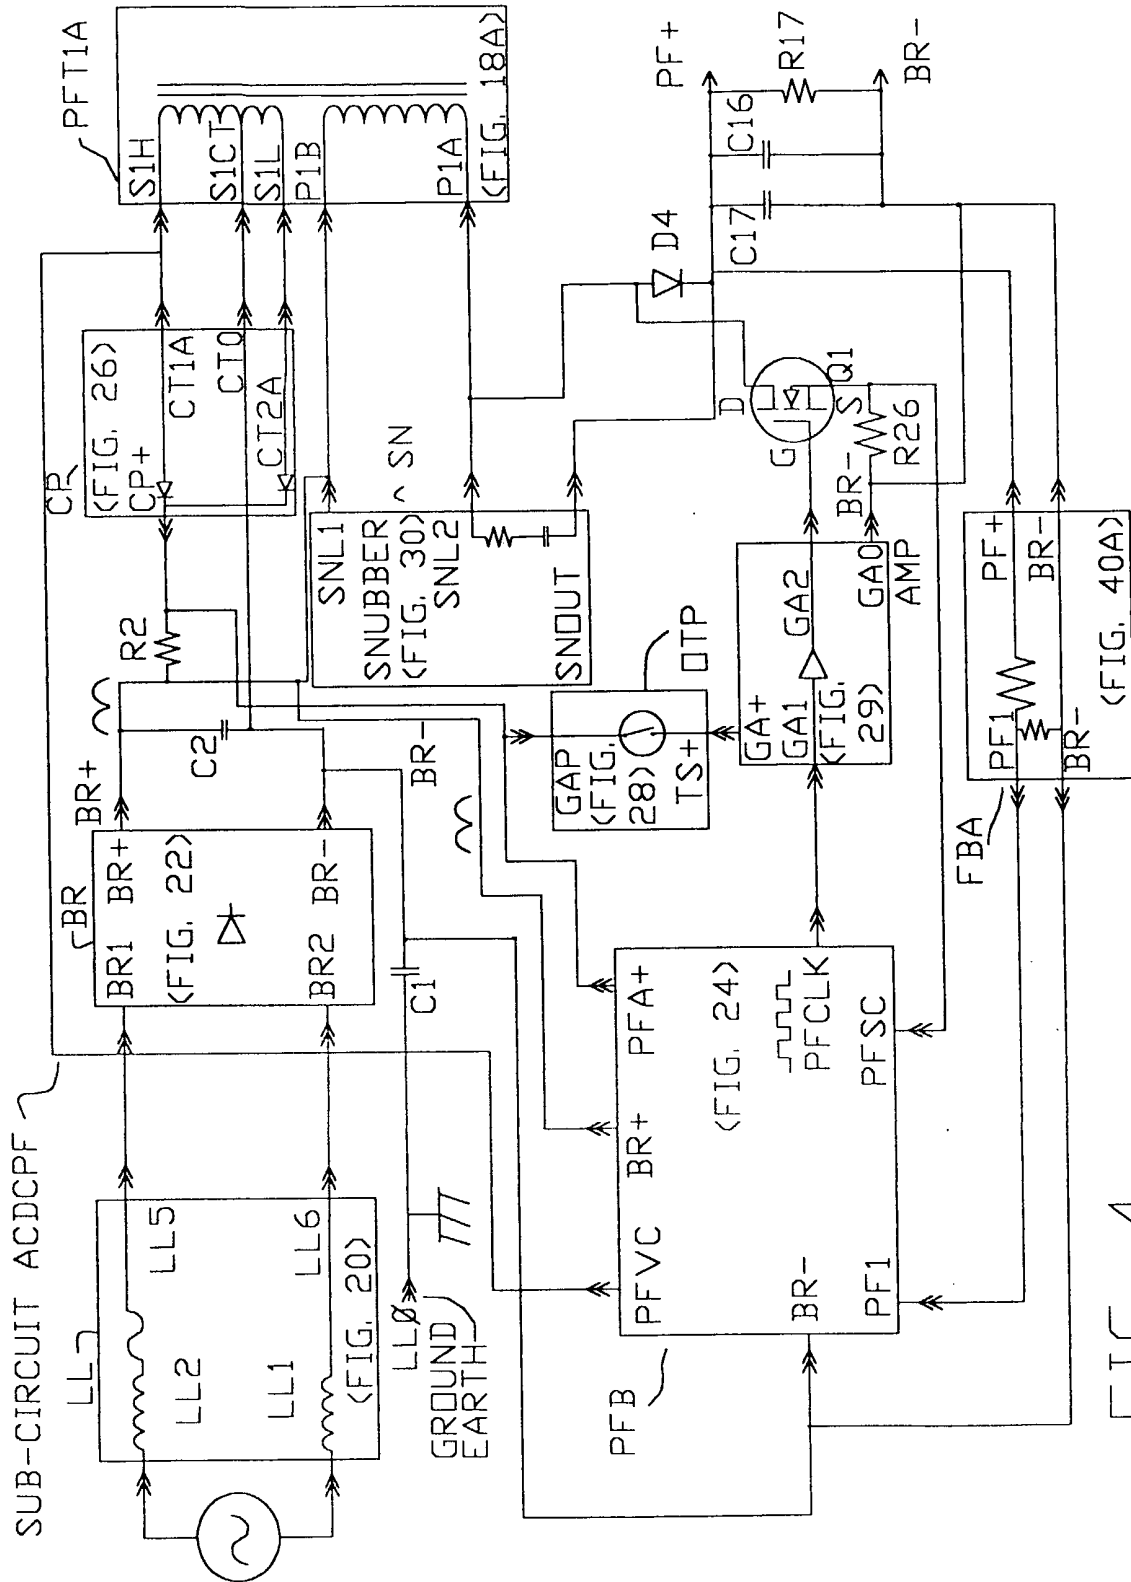 SUB-CIRCUIT ACDCPF
LL
LL5
LL2
LL1
LL6
(FIG. 20)
LLØ
GROUND
EARTH
BR
BR1
BR+
(FIG. 22)
BR2
BR-
BR+
C2
R2
BR-
C1
CP
(FIG. 26)
CP+
CT1A
CT0
CT2A
PFT1A
S1H
S1CT
S1L
P1B
P1A
(FIG. 18A)
SNL1
SNUBBER
(FIG. 30)
SNL2
SNOUT
^ SN
GAP
(FIG.
28)
TS+
OTP
GA+
GA1
GA2
(FIG.
29)
GA0
AMP
D
G
S
Q1
BR-
R26
D4
C17
C16
R17
PF+
BR-
PFB
PFVC
BR+
PFA+
(FIG. 24)
PFCLK
BR-
PF1
PFSC
FBA
PF1
PF+
BR-
BR-
(FIG. 40A)